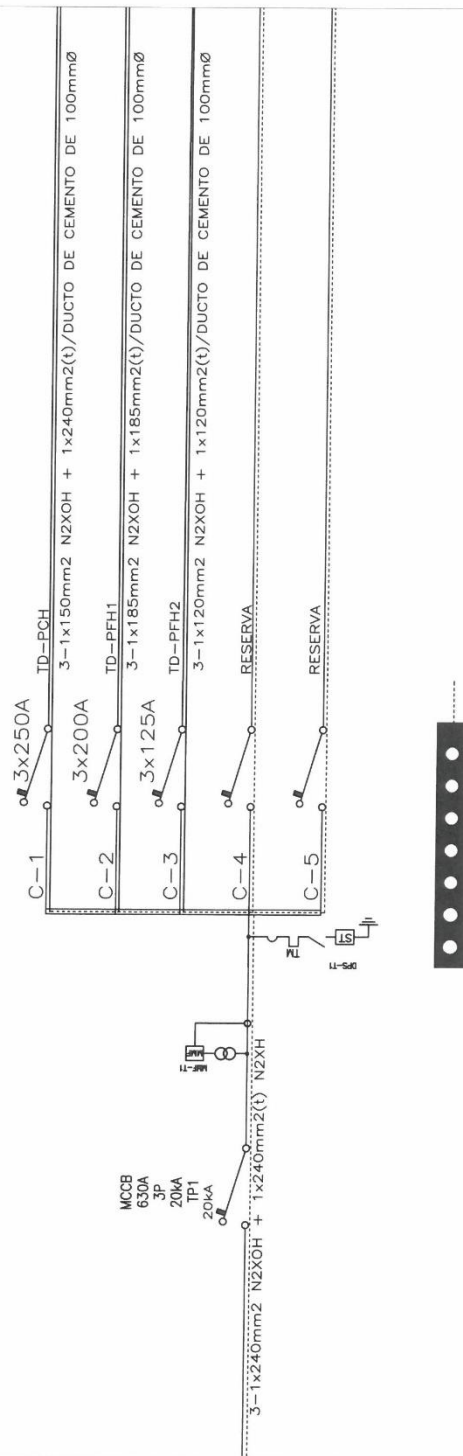 C-1
3x250A
TD-PCH
3-1x150mm2 N2XOH + 1x240mm2(t)/DUCTO DE CEMENTO DE 100mmØ
C-2
3x200A
TD-PFH1
3-1x185mm2 N2XOH + 1x185mm2(t)/DUCTO DE CEMENTO DE 100mmØ
C-3
3x125A
TD-PFH2
3-1x120mm2 N2XOH + 1x120mm2(t)/DUCTO DE CEMENTO DE 100mmØ
C-4
RESERVA
C-5
RESERVA
MCCB
630A
3P
20kA
TP1
20kA
3-1x240mm2 N2XOH + 1x240mm2(t) N2XH
MMF
MMF-T1
TM
ST
DPS-T1